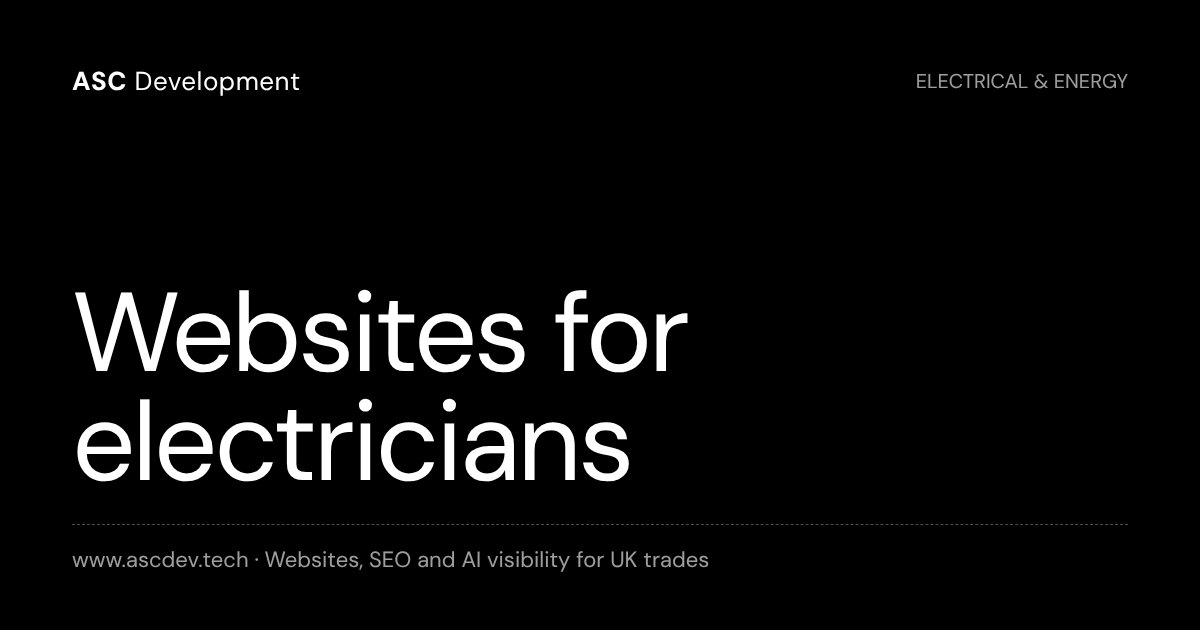 ASC Development
ELECTRICAL & ENERGY
Websites for
electricians
www.ascdev.tech · Websites, SEO and AI visibility for UK trades